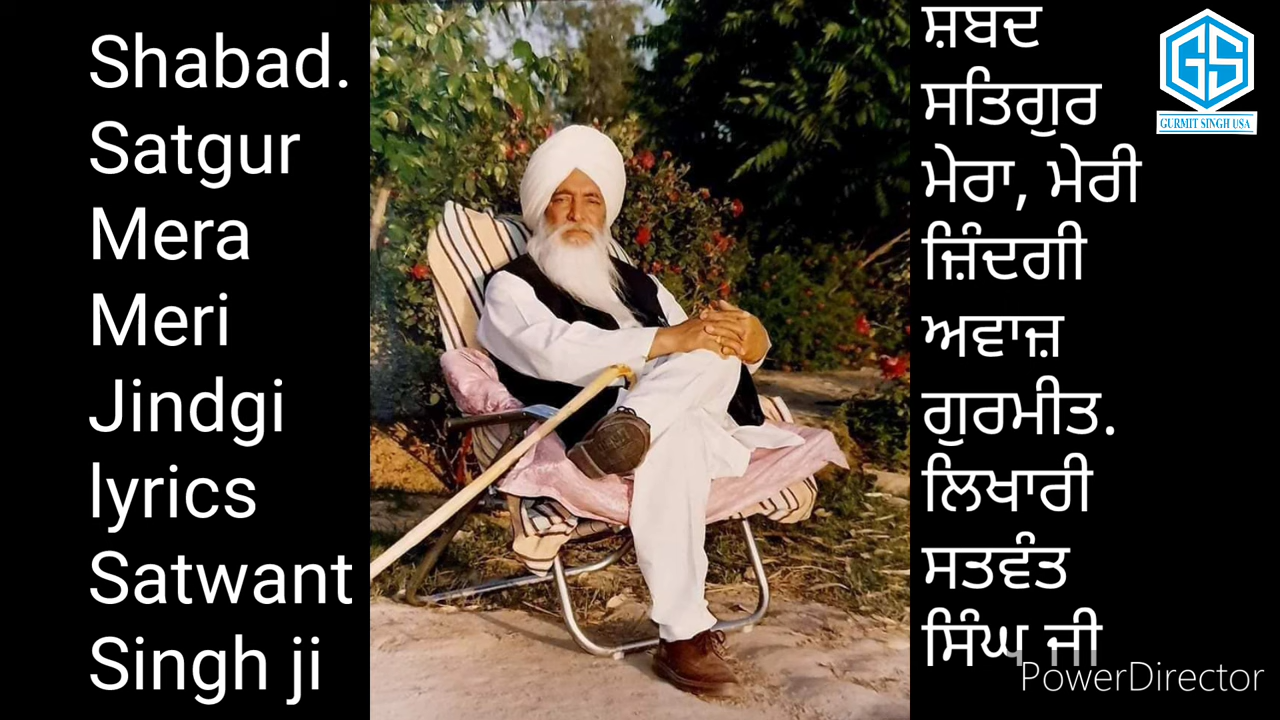 Shabad.
Satgur
Mera
Meri
Jindgi
lyrics
Satwant
Singh ji
ਸ਼ਬਦ
ਸਤਿਗੁਰ
ਮੇਰਾ, ਮੇਰੀ
ਜ਼ਿੰਦਗੀ
ਅਵਾਜ਼
ਗੁਰਮੀਤ.
ਲਿਖਾਰੀ
ਸਤਵੰਤ
ਸਿੰਘ ਜੀ
GS
GURMIT SINGH USA
PowerDirector